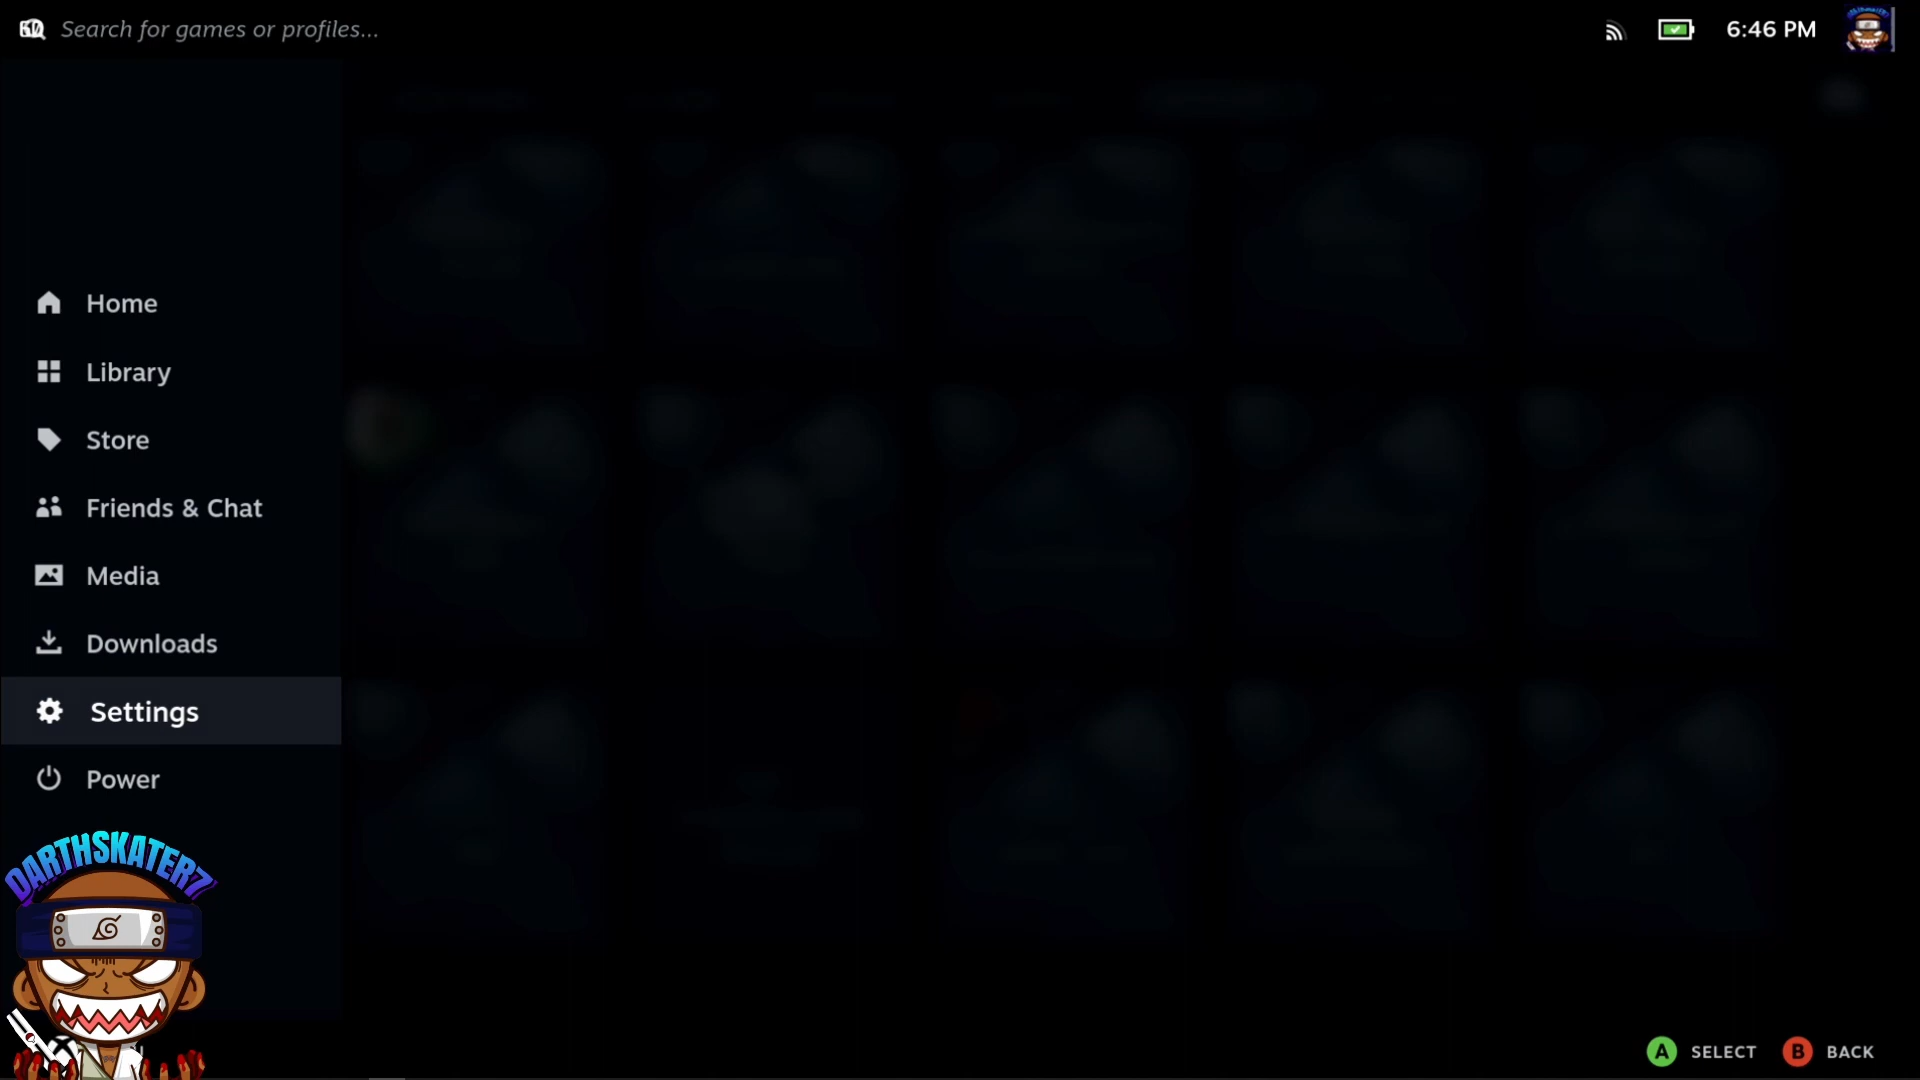 Search for games or profiles...
6:46 PM
Home
Library
Store
Friends & Chat
Media
Downloads
Settings
Power
DARTHSKATER7
A SELECT B BACK